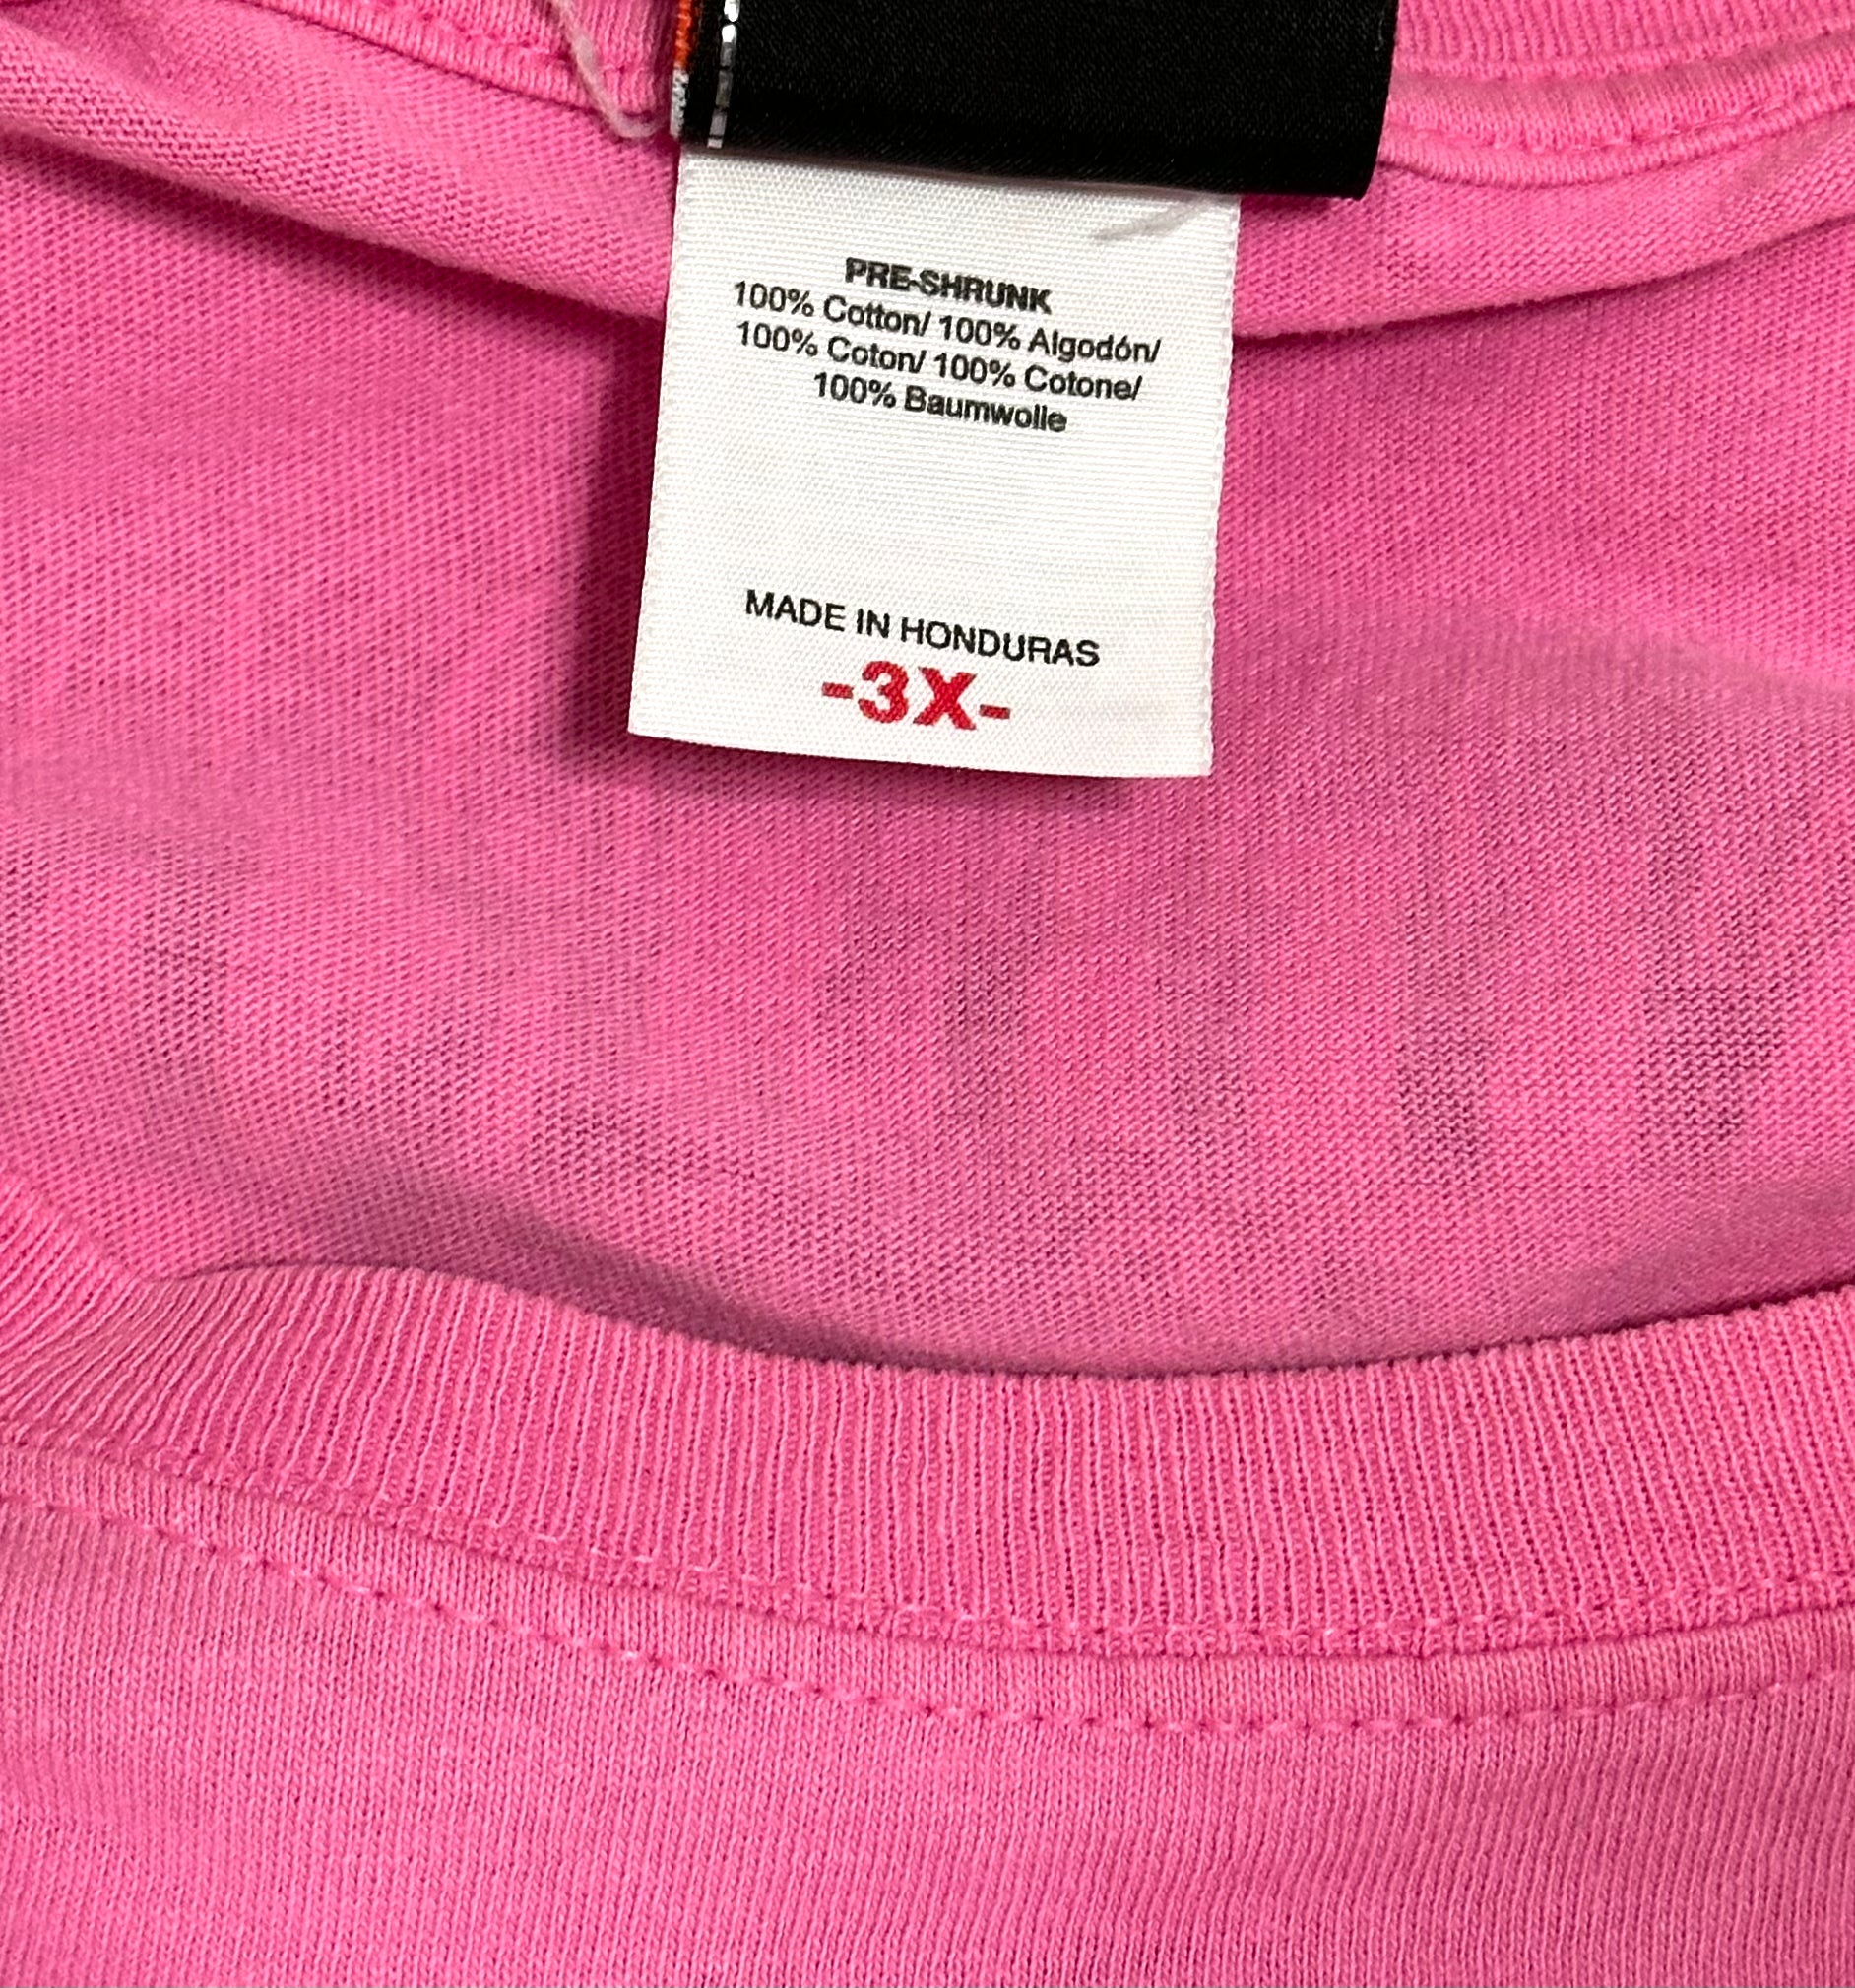 PRE-SHRUNK
100% Cotton/ 100% Algodón/
100% Coton/ 100% Cotone/
100% Baumwolle
MADE IN HONDURAS
-3X-